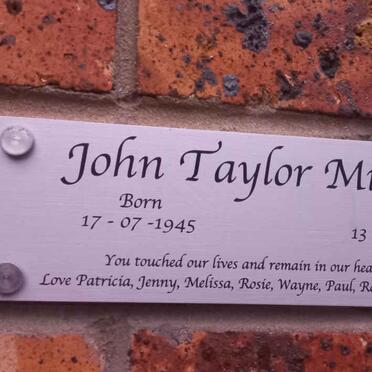 John Taylor
Born
17 - 07 -1945
13
You touched our lives and remain in our
Love Patricia, Jenny, Melissa, Rosie, Wayne, Paul,